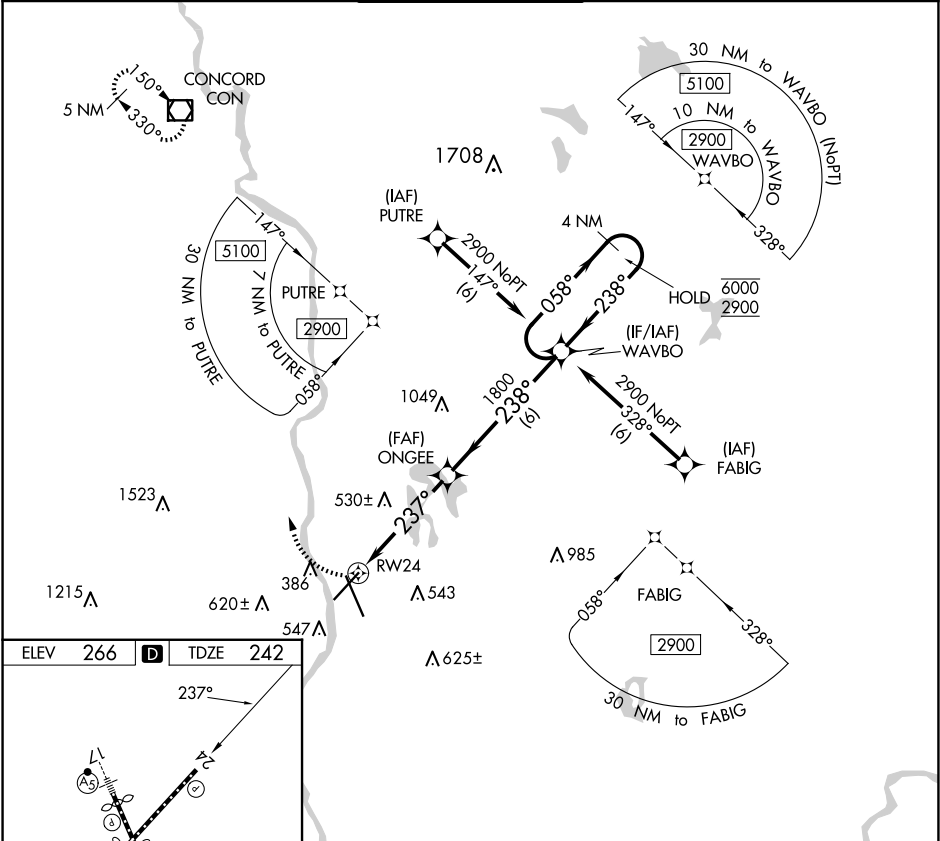 CONCORD
CON
150°
330°
5 NM
30 NM to WAVBO (NoPT)
5100
147°
10 NM to WAVBO
2900
WAVBO
328°
1708
(IAF)
PUTRE
2900 NoPT
147°
(6)
4 NM
058°
238°
HOLD
6000
2900
(IF/IAF)
WAVBO
147°
5100
30 NM to PUTRE
7 NM to PUTRE
PUTRE
2900
058°
1049
1800
238°
(6)
2900 NoPT
328°
(6)
(IAF)
FABIG
(FAF)
ONGEE
1523
530±
237°
RW24
386
985
1215
620±
543
547
625±
058°
FABIG
328°
2900
30 NM to FABIG
ELEV 266 D TDZE 242
237°
17
24
A5
P
P